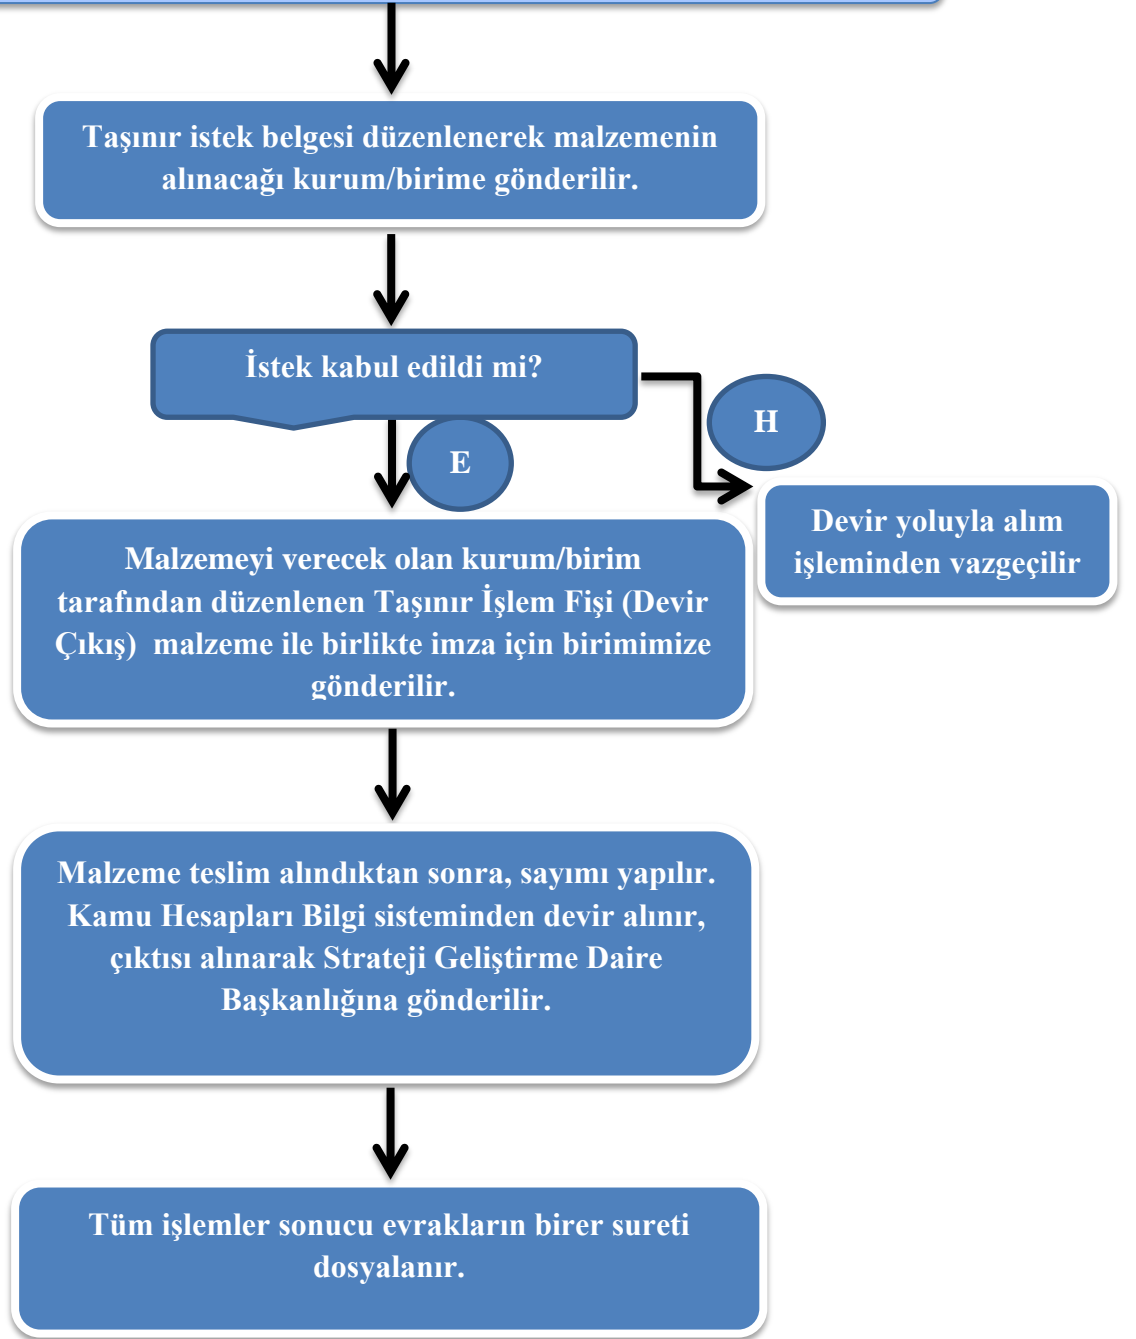 Taşınır istek belgesi düzenlenerek malzemenin
alınacağı kurum/birime gönderilir.
İstek kabul edildi mi?
H
E
Devir yoluyla alım
işleminden vazgeçilir
Malzemeyi verecek olan kurum/birim
tarafından düzenlenen Taşınır İşlem Fişi (Devir
Çıkış)  malzeme ile birlikte imza için birimimize
gönderilir.
Malzeme teslim alındıktan sonra, sayımı yapılır.
Kamu Hesapları Bilgi sisteminden devir alınır,
çıktısı alınarak Strateji Geliştirme Daire
Başkanlığına gönderilir.
Tüm işlemler sonucu evrakların birer sureti
dosyalanır.